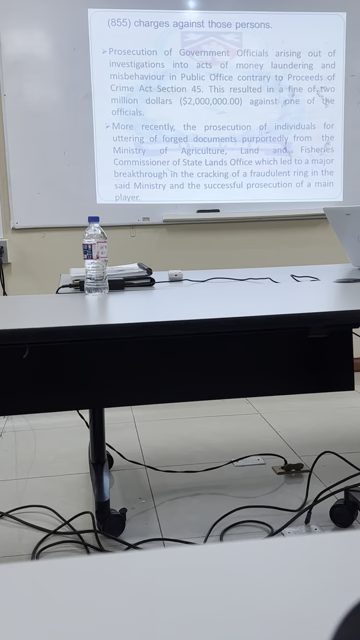 (855) charges against those persons.
➢Prosecution of Government Officials arising out of
investigations into acts of money laundering and
misbehaviour in Public Office contrary to Proceeds of
Crime Act Section 45. This resulted in a fine of two
million dollars ($2,000,000.00) against one of the
officials.
➢More recently, the prosecution of individuals for
uttering of forged documents purportedly from the
Ministry of Agriculture, Land and Fisheries
Commissioner of State Lands Office which led to a major
breakthrough in the cracking of a fraudulent ring in the
said Ministry and the successful prosecution of a main
player.